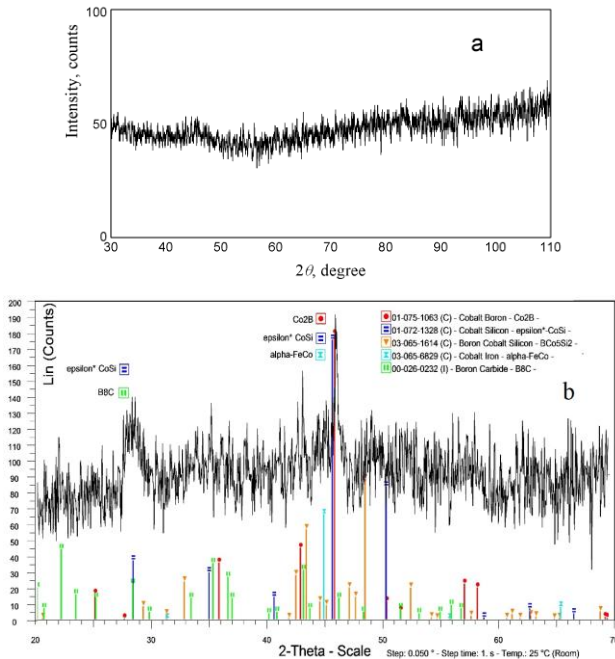 100
a
Intensity, counts
50
0
30 40 50 60 70 80 90 100 110
2θ, degree
200
190
180
170
160
150
140
130
120
110
100
90
80
70
60
50
40
30
20
10
0
Lin (Counts)
epsilon* CoSi
B8C
Co2B
epsilon* CoSi
alpha-FeCo
01-075-1063 (C) - Cobalt Boron - Co2B -
01-072-1328 (C) - Cobalt Silicon - epsilon*-CoSi -
03-065-1614 (C) - Boron Cobalt Silicon - BCo5Si2 -
03-065-6829 (C) - Cobalt Iron - alpha-FeCo -
00-026-0232 (I) - Boron Carbide - B8C -
b
20 30 40 50 60 70
2-Theta - Scale
Step: 0.050 ° - Step time: 1. s - Temp.: 25 °C (Room)